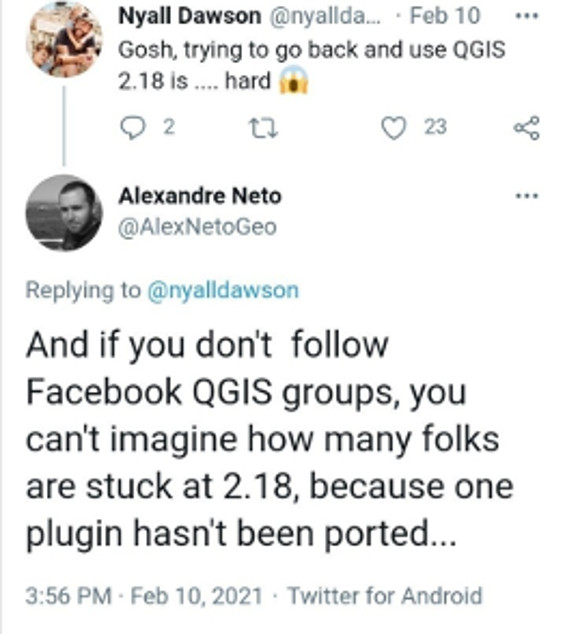 Nyall Dawson @nyallda... · Feb 10
Gosh, trying to go back and use QGIS
2.18 is .... hard 😱
2 23
Alexandre Neto
@AlexNetoGeo
Replying to @nyalldawson
And if you don't follow
Facebook QGIS groups, you
can't imagine how many folks
are stuck at 2.18, because one
plugin hasn't been ported...
3:56 PM · Feb 10, 2021 · Twitter for Android